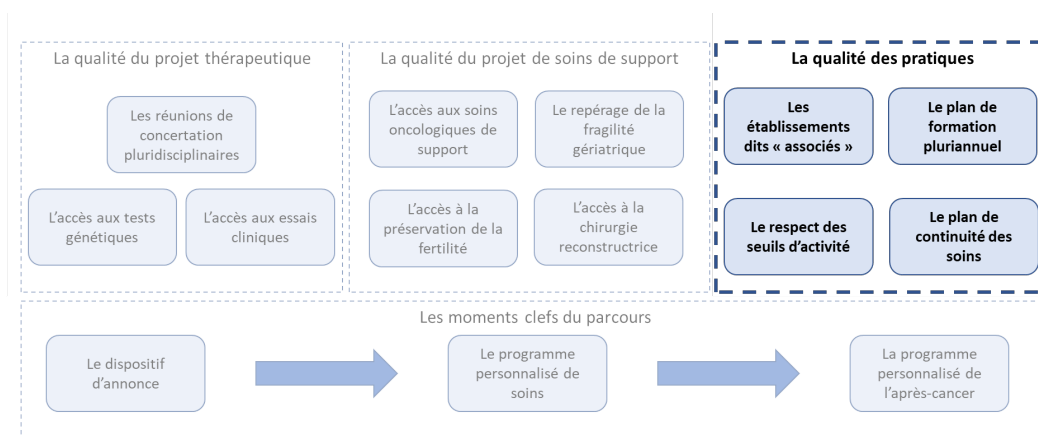 La qualité du projet thérapeutique
Les réunions de
concertation
pluridisciplinaires
L'accès aux tests
génétiques
L'accès aux essais
cliniques
La qualité du projet de soins de support
L'accès aux soins
oncologiques de
support
Le repérage de la
fragilité
gériatrique
L'accès à la
préservation de la
fertilité
L'accès à la
chirurgie
reconstructrice
La qualité des pratiques
Les
établissements
dits « associés »
Le plan de
formation
pluriannuel
Le respect des
seuils d'activité
Le plan de
continuité des
soins
Les moments clefs du parcours
Le dispositif
d'annonce
Le programme
personnalisé de
soins
La programme
personnalisé de
l'après-cancer